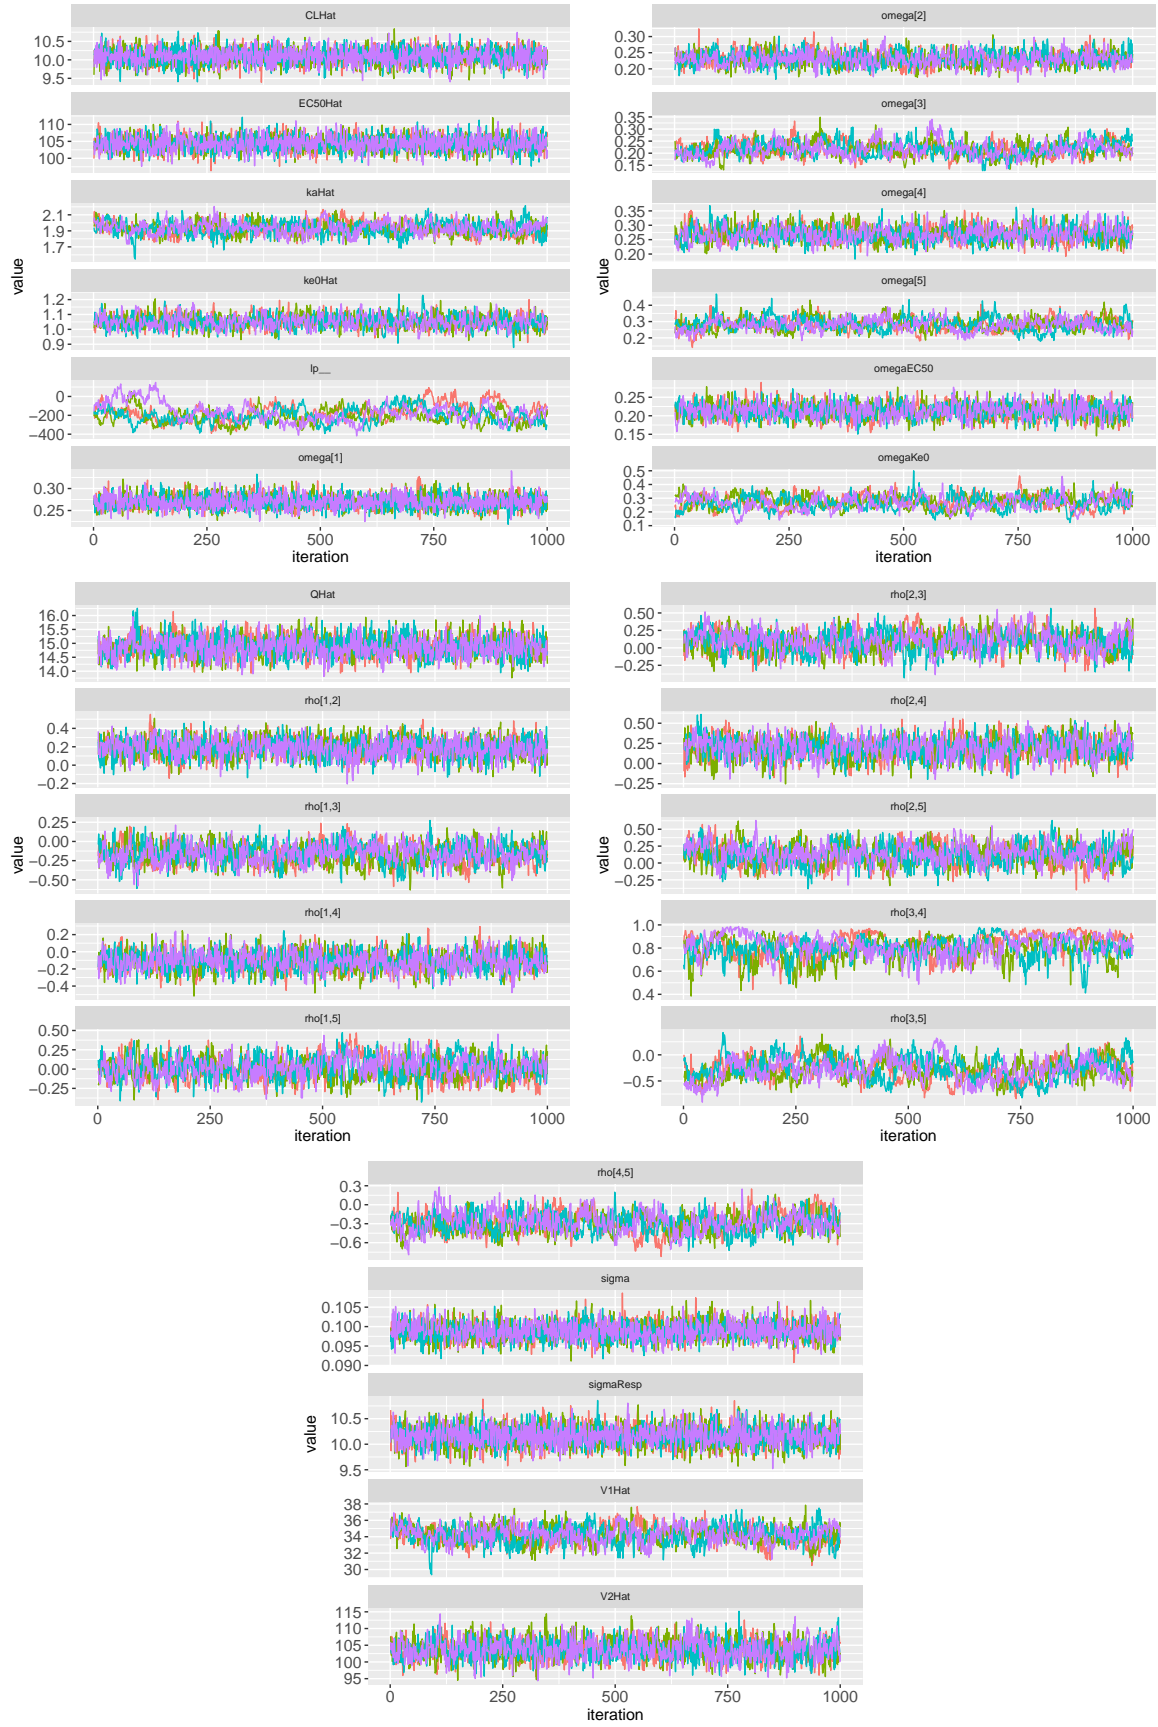 CLHat
10.5
10.0
9.5
EC50Hat
110
105
100
kaHat
2.1
1.9
1.7
ke0Hat
1.2
1.1
1.0
0.9
lp__
0
−200
−400
omega[1]
0.30
0.25
0 250 500 750 1000
iteration
value
omega[2]
0.30
0.25
0.20
omega[3]
0.35
0.30
0.25
0.20
0.15
omega[4]
0.35
0.30
0.25
0.20
omega[5]
0.4
0.3
0.2
omegaEC50
0.25
0.20
0.15
omegaKe0
0.5
0.4
0.3
0.2
0.1
0 250 500 750 1000
iteration
value
QHat
16.0
15.5
15.0
14.5
14.0
rho[1,2]
0.4
0.2
0.0
−0.2
rho[1,3]
0.25
0.00
−0.25
−0.50
rho[1,4]
0.2
0.0
−0.2
−0.4
rho[1,5]
0.50
0.25
0.00
−0.25
0 250 500 750 1000
iteration
value
rho[2,3]
0.50
0.25
0.00
−0.25
rho[2,4]
0.50
0.25
0.00
−0.25
rho[2,5]
0.50
0.25
0.00
−0.25
rho[3,4]
1.0
0.8
0.6
0.4
rho[3,5]
0.0
−0.5
0 250 500 750 1000
iteration
value
rho[4,5]
0.3
0.0
−0.3
−0.6
sigma
0.105
0.100
0.095
0.090
sigmaResp
10.5
10.0
9.5
V1Hat
38
36
34
32
30
V2Hat
115
110
105
100
95
0 250 500 750 1000
iteration
value